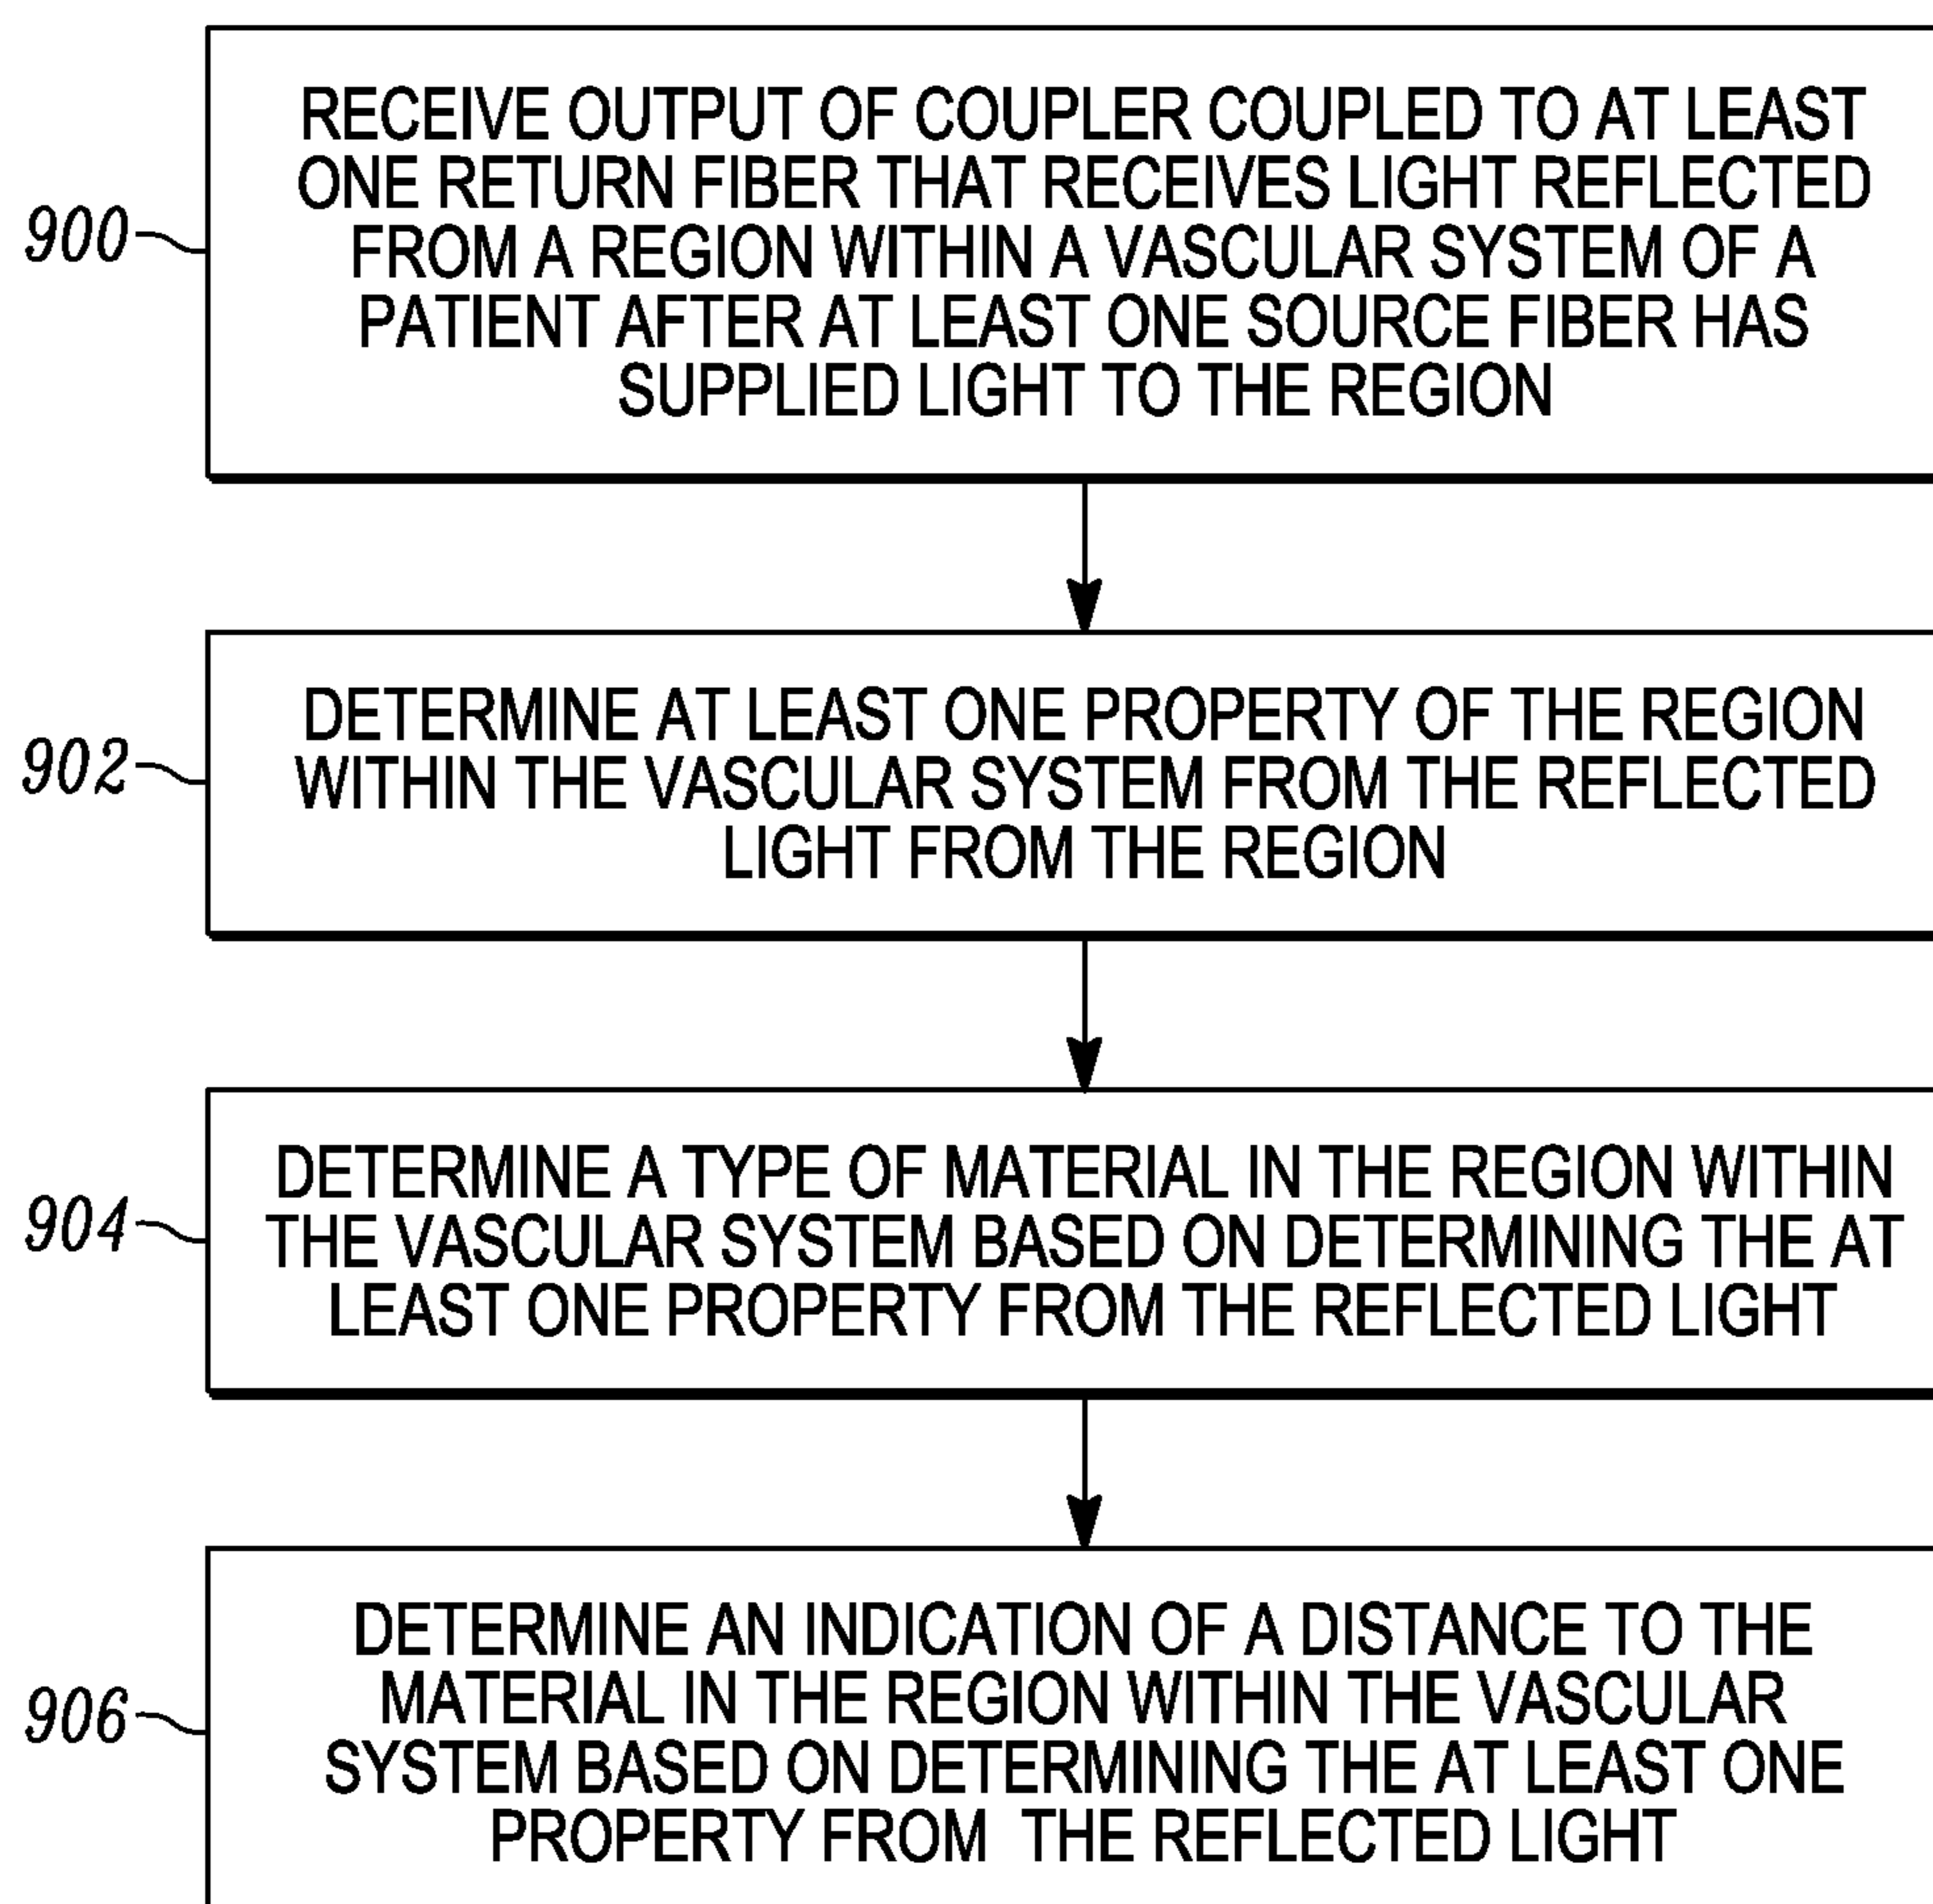 RECEIVE OUTPUT OF COUPLER COUPLED TO AT LEAST
ONE RETURN FIBER THAT RECEIVES LIGHT REFLECTED
900
FROM A REGION WITHIN A VASCULAR SYSTEM OF A
PATIENT AFTER AT LEAST ONE SOURCE FIBER HAS
SUPPLIED LIGHT TO THE REGION
DETERMINE AT LEAST ONE PROPERTY OF THE REGION
902
WITHIN THE VASCULAR SYSTEM FROM THE REFLECTED
LIGHT FROM THE REGION
DETERMINE A TYPE OF MATERIAL IN THE REGION WITHIN
904
THE VASCULAR SYSTEM BASED ON DETERMINING THE AT
LEAST ONE PROPERTY FROM THE REFLECTED LIGHT
DETERMINE AN INDICATION OF A DISTANCE TO THE
MATERIAL IN THE REGION WITHIN THE VASCULAR
906
SYSTEM BASED ON DETERMINING THE AT LEAST ONE
PROPERTY FROM THE REFLECTED LIGHT